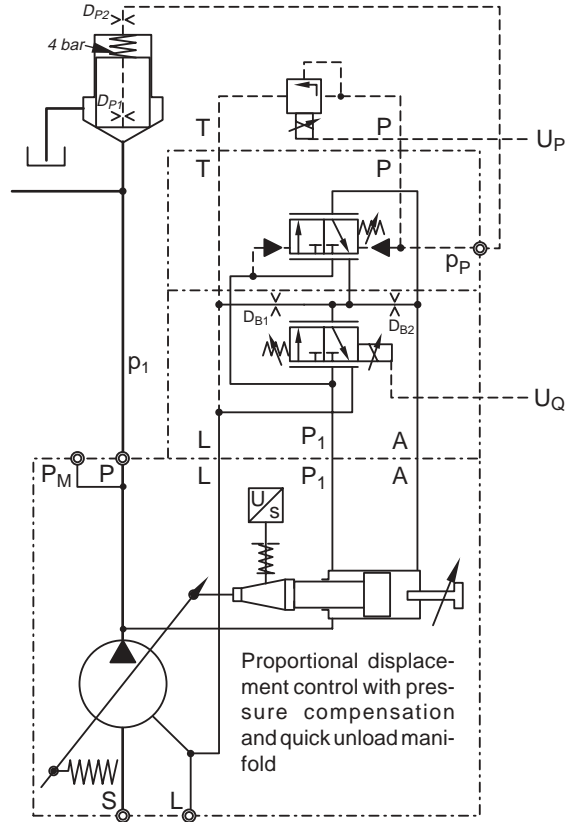 DP2
4 bar
DP1
T
P
UP
T
P
pP
DB1
DB2
p1
UQ
L
P1
A
PM
P
L
P1
A
U
s
Proportional displace-
ment control with pres-
sure compensation
and quick unload mani-
fold
S
L